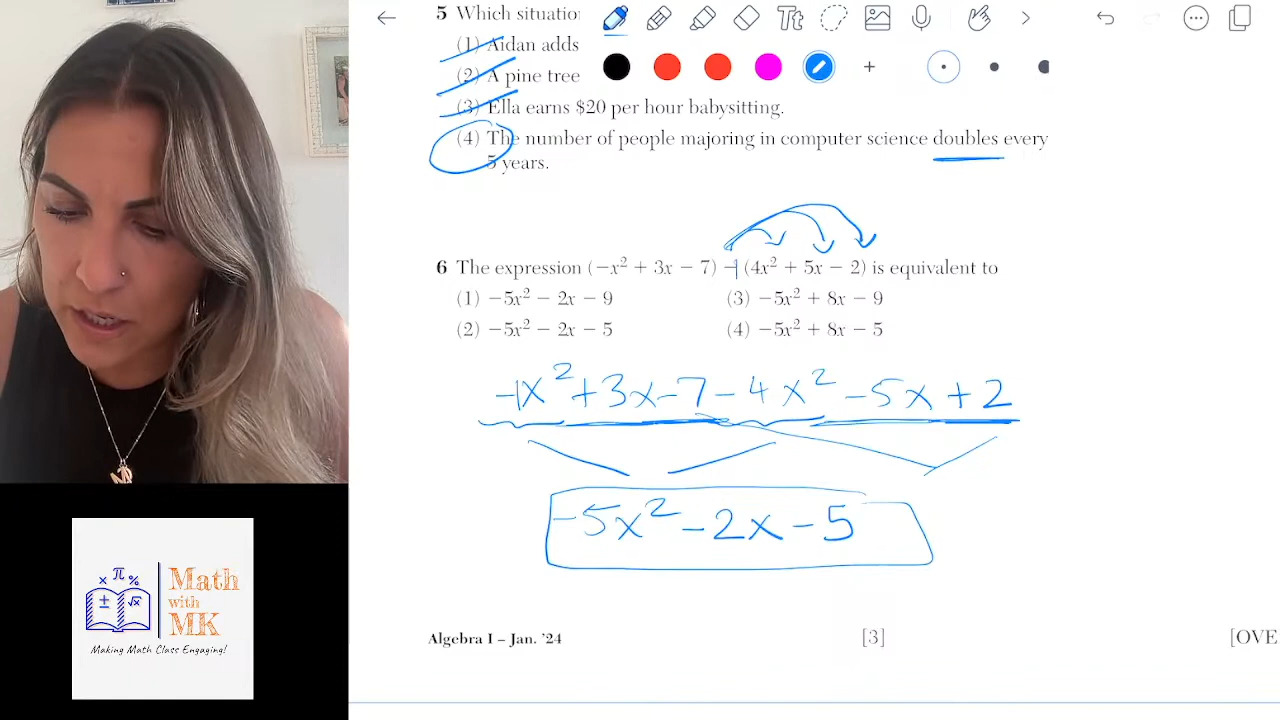 5 Which situation
(1) Aidan adds
(2) A pine tree
(3) Ella earns $20 per hour babysitting.
(4) The number of people majoring in computer science doubles every
5 years.
Tt
6 The expression (−x² + 3x − 7) −1(4x² + 5x − 2) is equivalent to
(1) −5x² − 2x − 9
(3) −5x² + 8x − 9
(2) −5x² − 2x − 5
(4) −5x² + 8x − 5
-1x² +3x-7-4x² -5x+2
-5x² -2x-5
Algebra I – Jan. ’24
[3]
[OVE
x π %
± √x
Math
with
MK
Making Math Class Engaging!